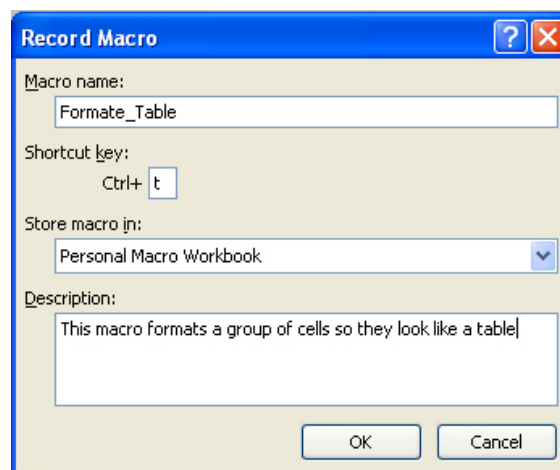 Record Macro
Macro name:
Formate_Table
Shortcut key:
Ctrl+ t
Store macro in:
Personal Macro Workbook
Description:
This macro formats a group of cells so they look like a table
OK Cancel